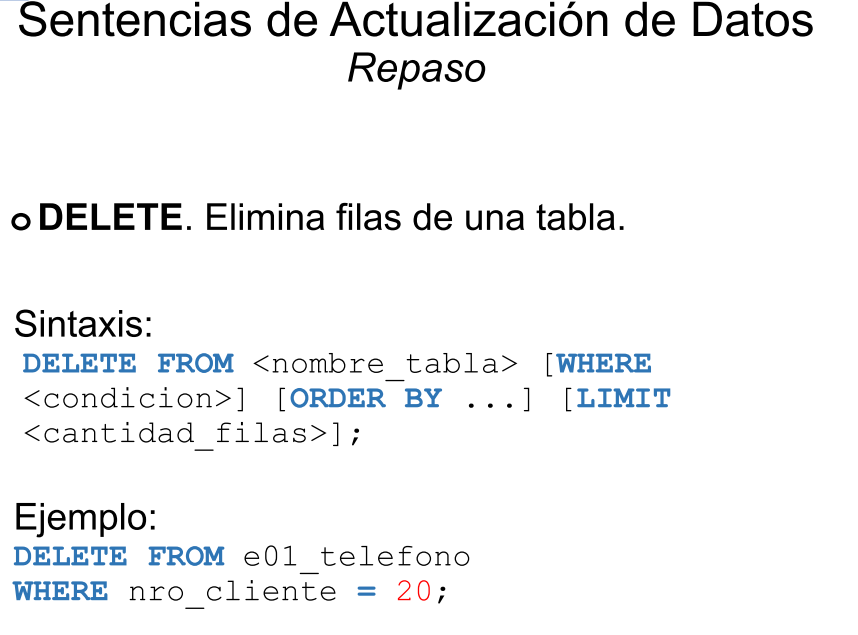 Sentencias de Actualización de Datos
Repaso
o DELETE. Elimina filas de una tabla.
Sintaxis:
DELETE FROM <nombre_tabla> [WHERE
<condicion>] [ORDER BY ...] [LIMIT
<cantidad_filas>];
Ejemplo:
DELETE FROM e01_telefono
WHERE nro_cliente = 20;